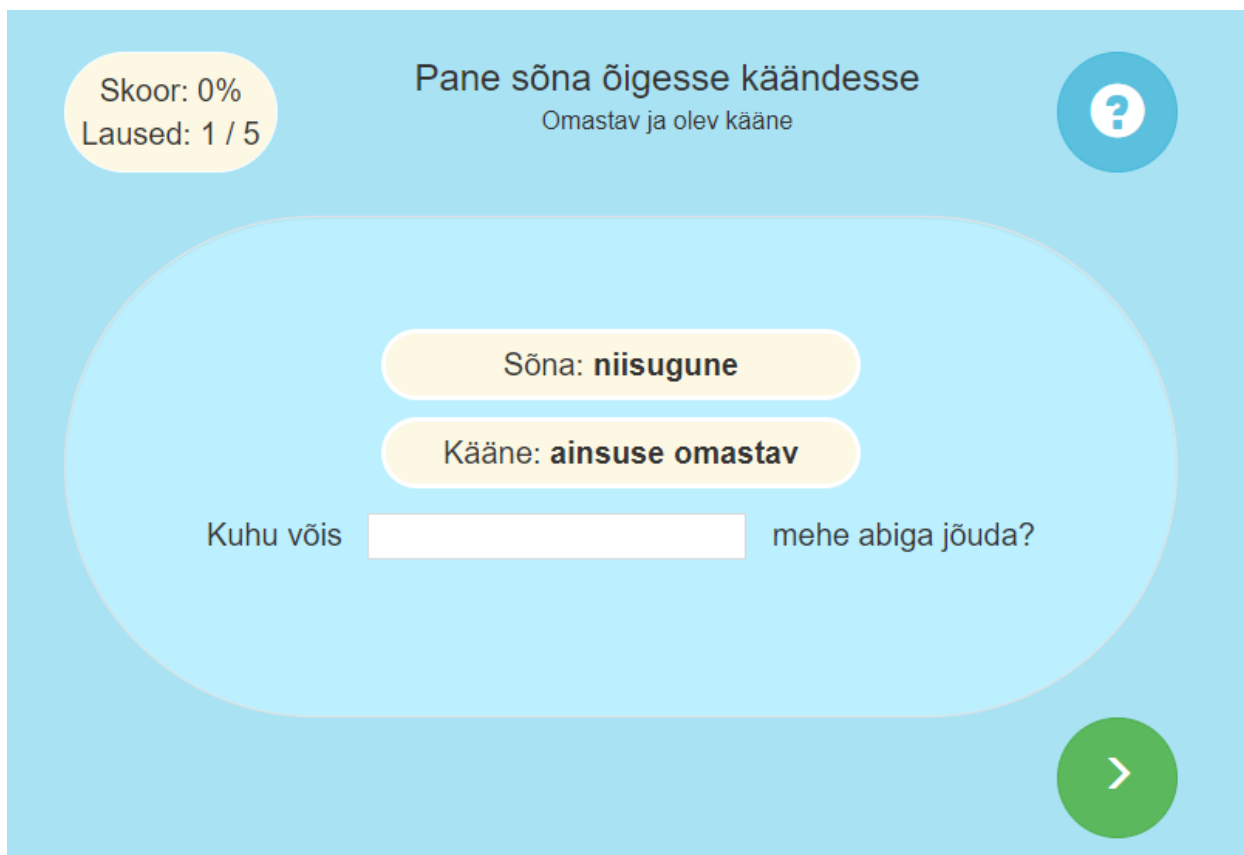 Skoor: 0%
Laused: 1 / 5
Pane sõna õigesse käändesse
Omastav ja olev kääne
?
Sõna: niisugune
Kääne: ainsuse omastav
Kuhu võis mehe abiga jõuda?